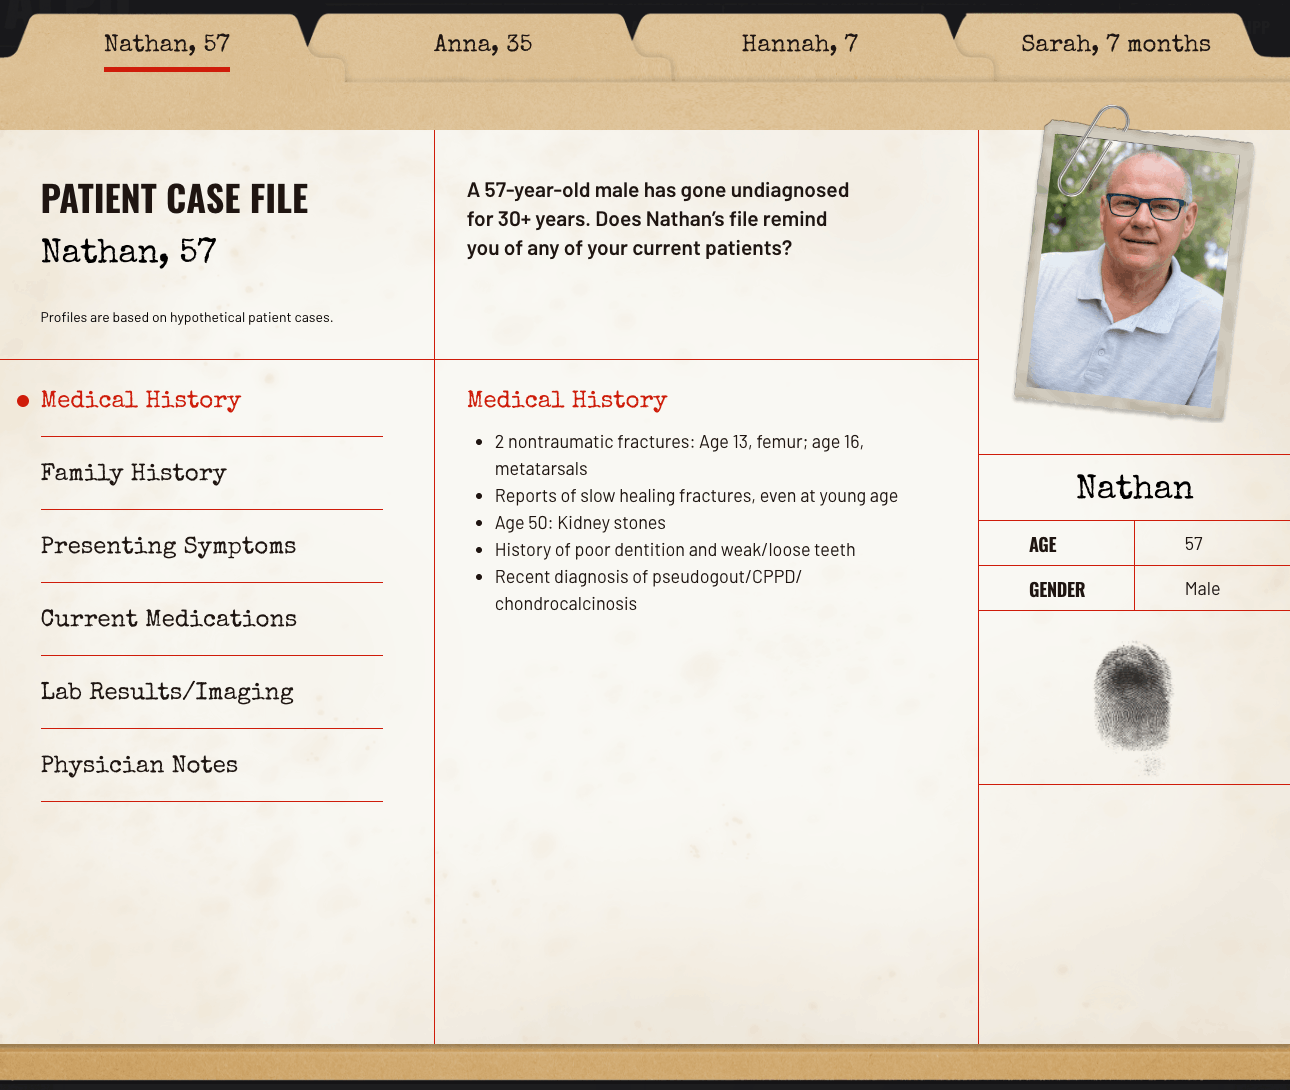 Nathan, 57
Anna, 35
Hannah, 7
Sarah, 7 months
PATIENT CASE FILE
Nathan, 57
Profiles are based on hypothetical patient cases.
A 57-year-old male has gone undiagnosed
for 30+ years. Does Nathan’s file remind
you of any of your current patients?
Medical History
Family History
Presenting Symptoms
Current Medications
Lab Results/Imaging
Physician Notes
Medical History
• 2 nontraumatic fractures: Age 13, femur; age 16,
metatarsals
• Reports of slow healing fractures, even at young age
• Age 50: Kidney stones
• History of poor dentition and weak/loose teeth
• Recent diagnosis of pseudogout/CPPD/
chondrocalcinosis
Nathan
AGE 57
GENDER Male